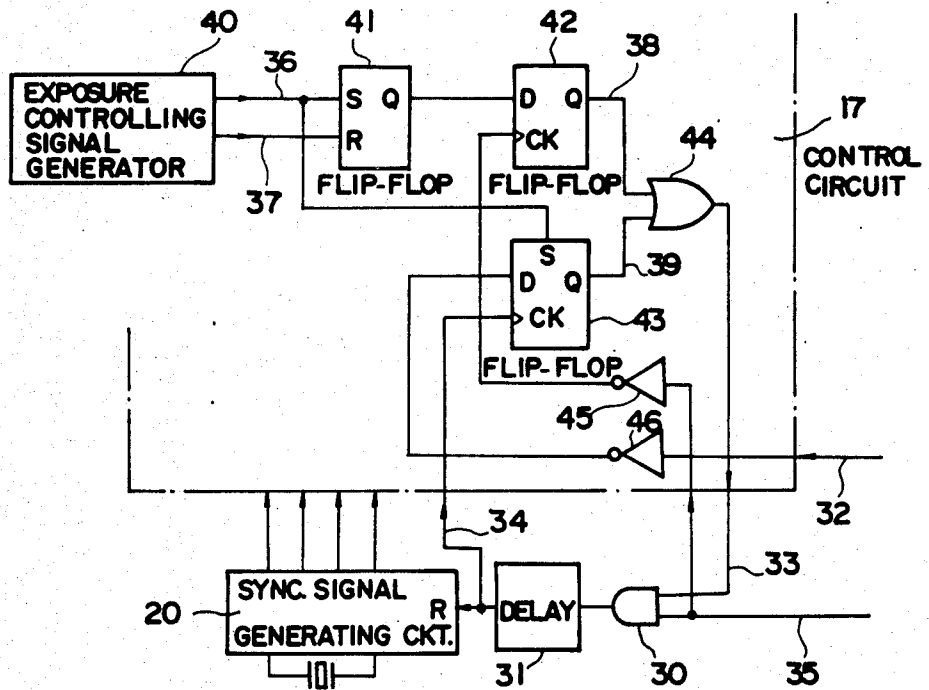 40
41
42
38
36
EXPOSURE
CONTROLLING
SIGNAL
GENERATOR
S Q
R
D Q
CK
17
44
CONTROL
CIRCUIT
37
FLIP-FLOP
FLIP-FLOP
S
D Q
CK
39
43
FLIP-FLOP
45
46
32
34
33
20
SYNC. SIGNAL
R
GENERATING CKT.
DELAY
31
30
35